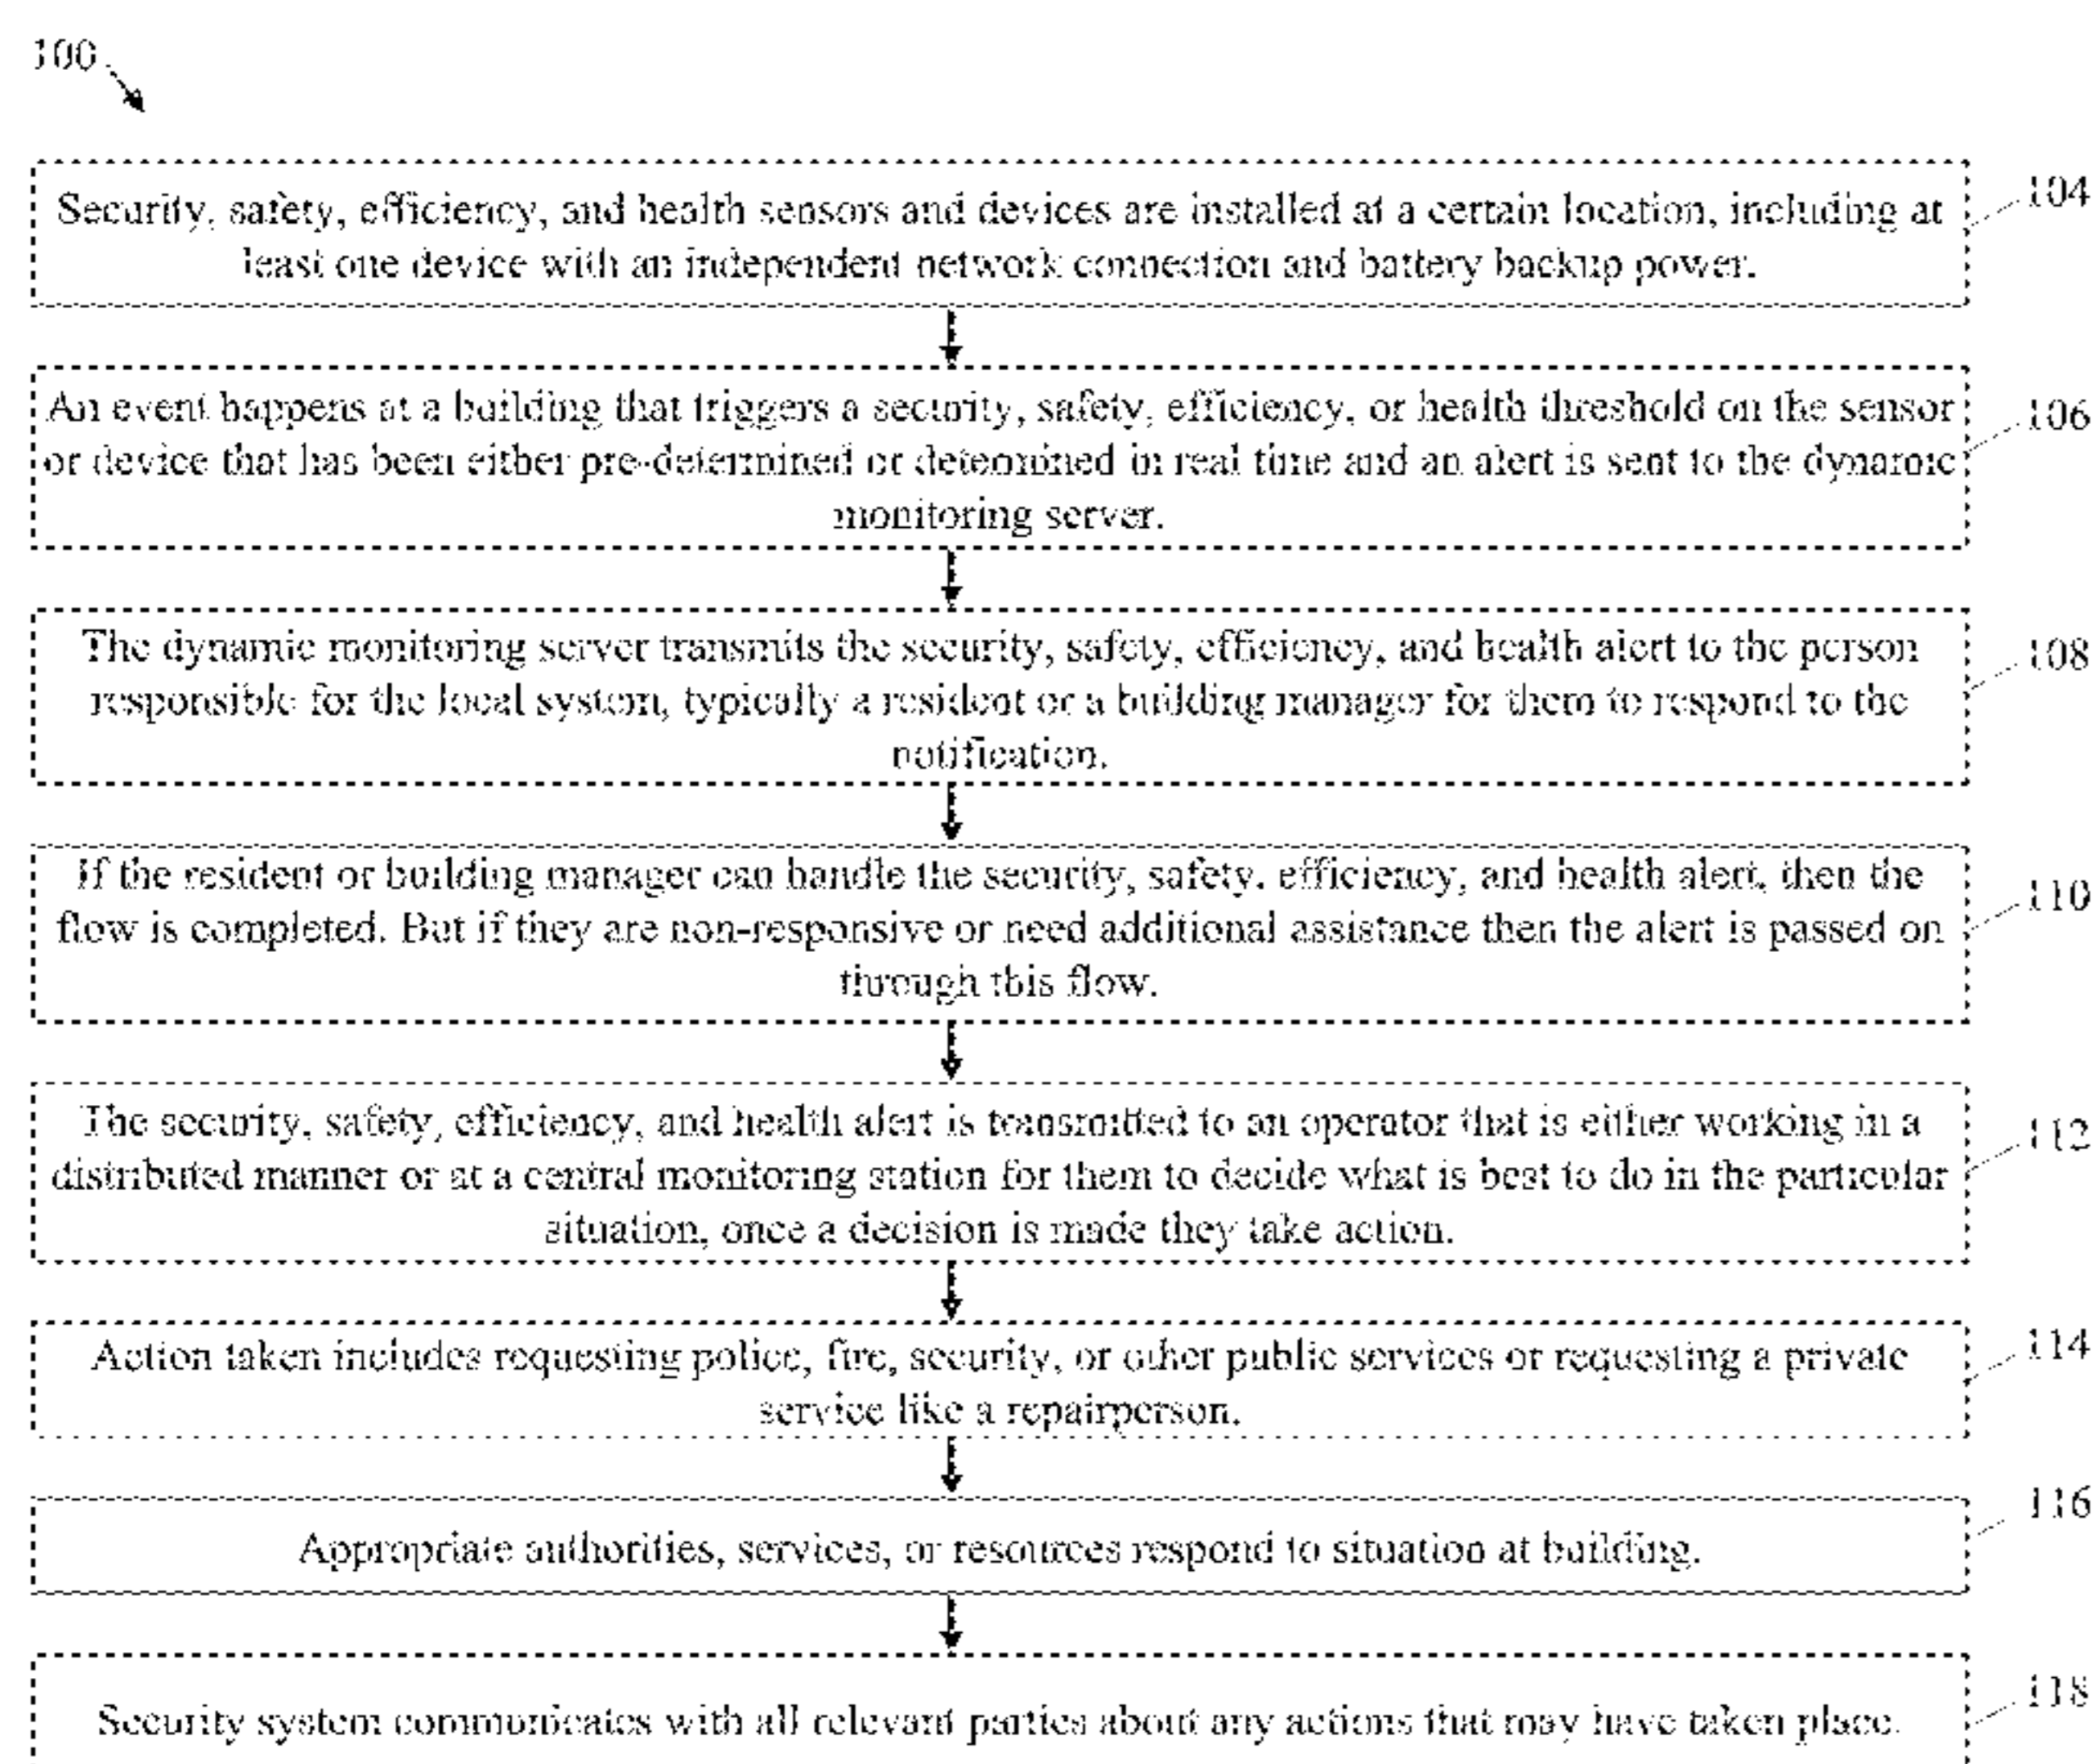 100
Security, safety, efficiency, and health sensors and devices are installed at a certain location, including at
104
least one device with an independent network connection and battery backup power.
An event happens at a building that triggers a security, safety, efficiency, or health threshold on the sensor
106
or device that has been either pre-determined or determined in real time and an alert is sent to the dynamic
monitoring server.
The dynamic monitoring server transmits the security, safety, efficiency, and health alert to the person
108
responsible for the local system, typically a resident or a building manager for them to respond to the
notification.
If the resident or building manager can handle the security, safety, efficiency, and health alert, then the
110
flow is completed. But if they are non-responsive or need additional assistance then the alert is passed on
through this flow.
The security, safety, efficiency, and health alert is transmitted to an operator that is either working in a
112
distributed manner or at a central monitoring station for them to decide what is best to do in the particular
situation, once a decision is made they take action.
Action taken includes requesting police, fire, security, or other public services or requesting a private
114
service like a repairperson.
116
Appropriate authorities, services, or resources respond to situation at building.
118
Security system communicates with all relevant parties about any actions that may have taken place.